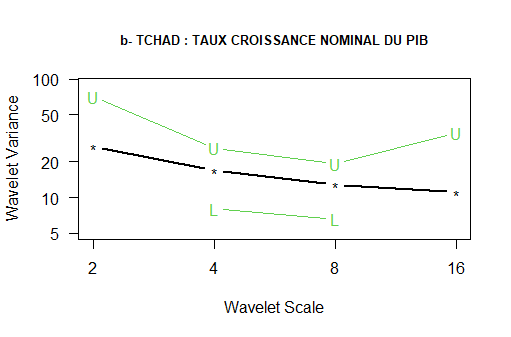 b- TCHAD : TAUX CROISSANCE NOMINAL DU PIB
Wavelet Variance
100
50
20
10
5
U
U
U
U
*
*
*
*
L
L
2 4 8 16
Wavelet Scale